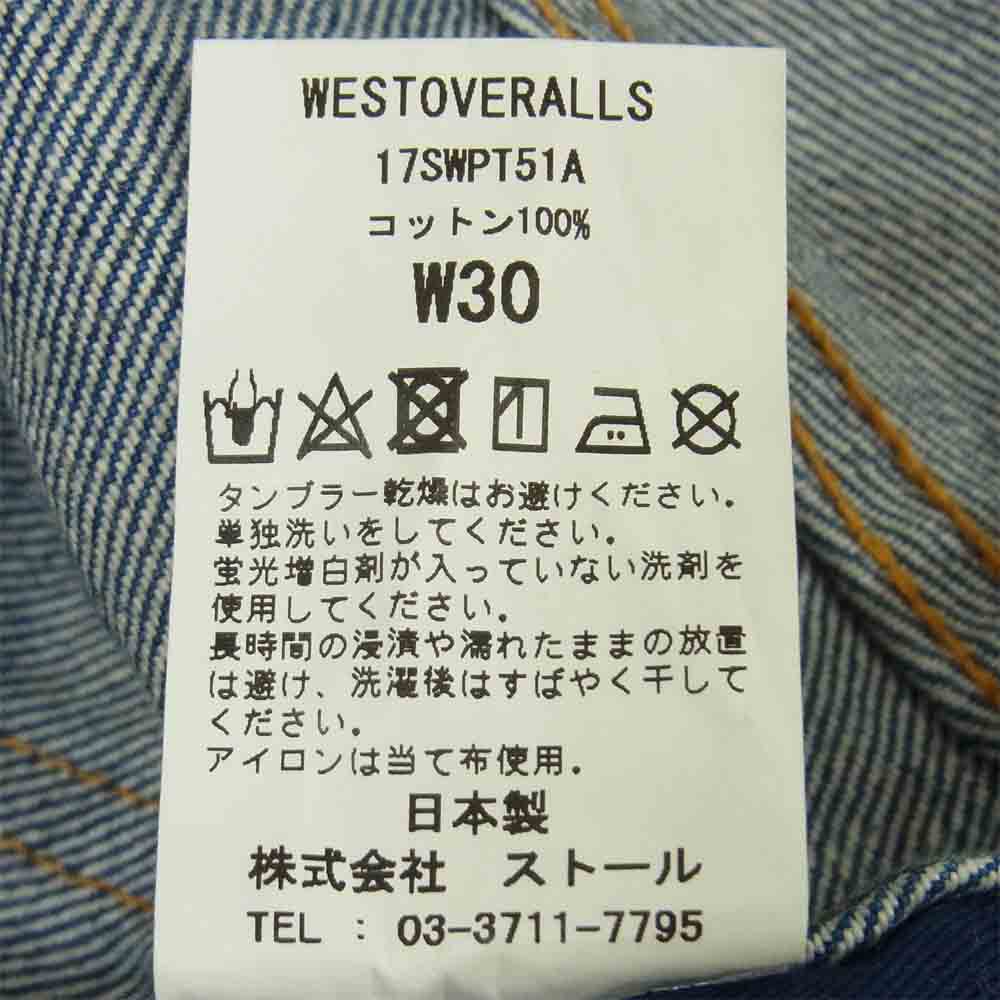 WESTOVERALLS
17SWPT51A
コットン100%
W30
タンブラー乾燥はお避けください.
単独洗いをしてください.
蛍光増白剤が入っていない洗剤を
使用してください.
長時間の浸漬や濡れたままの放置
は避け、洗濯後はすばやく干して
ください.
アイロンは当て布使用.
日本製
株式会社 ストール
TEL : 03-3711-7795